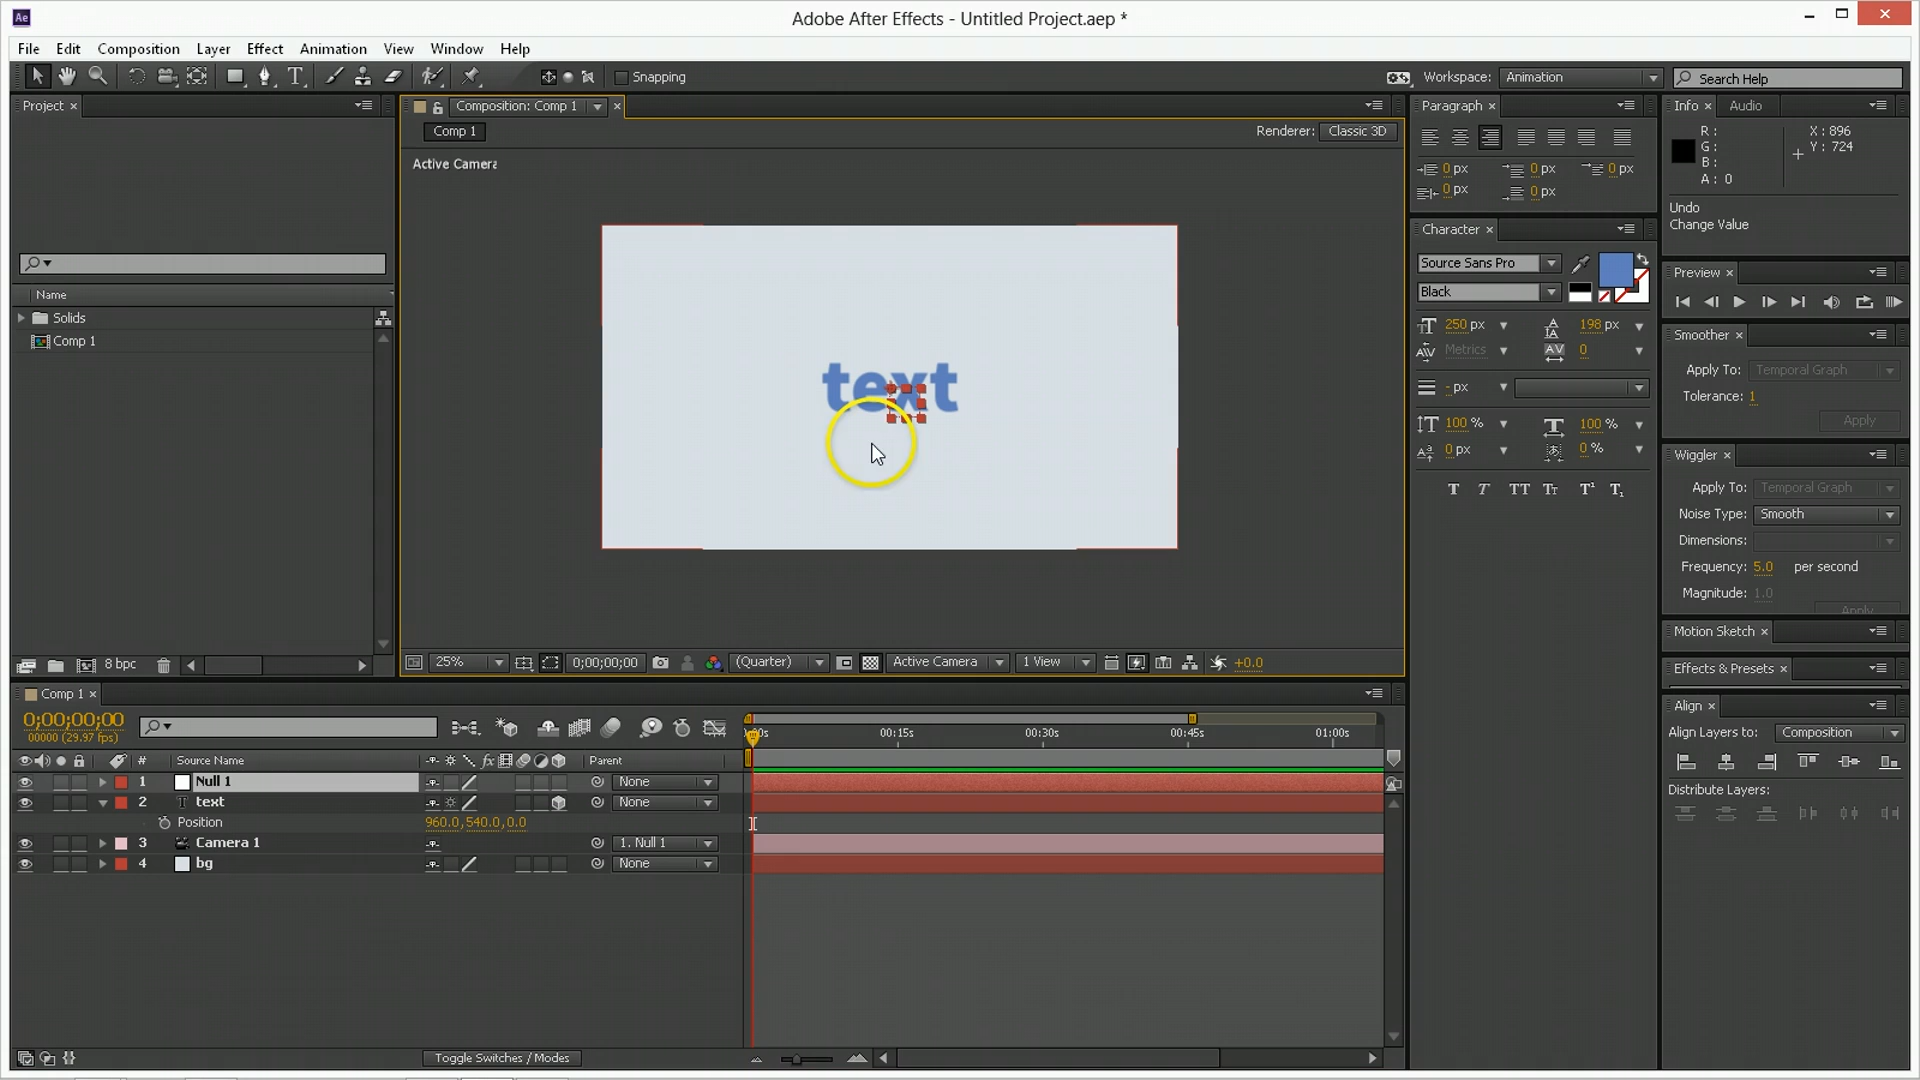 Ae
Adobe After Effects - Untitled Project.aep *
File Edit Composition Layer Effect Animation View Window Help
Snapping
Workspace: Animation
Search Help
Project ×
Composition: Comp 1 ×
Comp 1
Renderer: Classic 3D
Active Camera
text
Name
Solids
Comp 1
8 bpc
25% 0;00;00;00 (Quarter) Active Camera 1 View +0.0
Paragraph ×
0 px 0 px 0 px
0 px 0 px
Character ×
Source Sans Pro
Black
250 px 198 px
Metrics 0
- px
100 % 100 %
0 px 0 %
T T TT Tt T¹ T₁
Info × Audio
R :
G :
B :
A : 0
X : 896
Y : 724
Undo
Change Value
Preview ×
Smoother ×
Apply To: Temporal Graph
Tolerance: 1
Apply
Wiggler ×
Apply To: Temporal Graph
Noise Type: Smooth
Dimensions:
Frequency: 5.0 per second
Magnitude: 1.0
Apply
Motion Sketch ×
Effects & Presets ×
Align ×
Align Layers to: Composition
Distribute Layers:
Comp 1 ×
0;00;00;00
00000 (29.97 fps)
00:15s 00:30s 00:45s 01:00s
# Source Name fx Parent
1 Null 1 None
2 text None
Position 960.0,540.0,0.0
3 Camera 1 1. Null 1
4 bg None
Toggle Switches / Modes